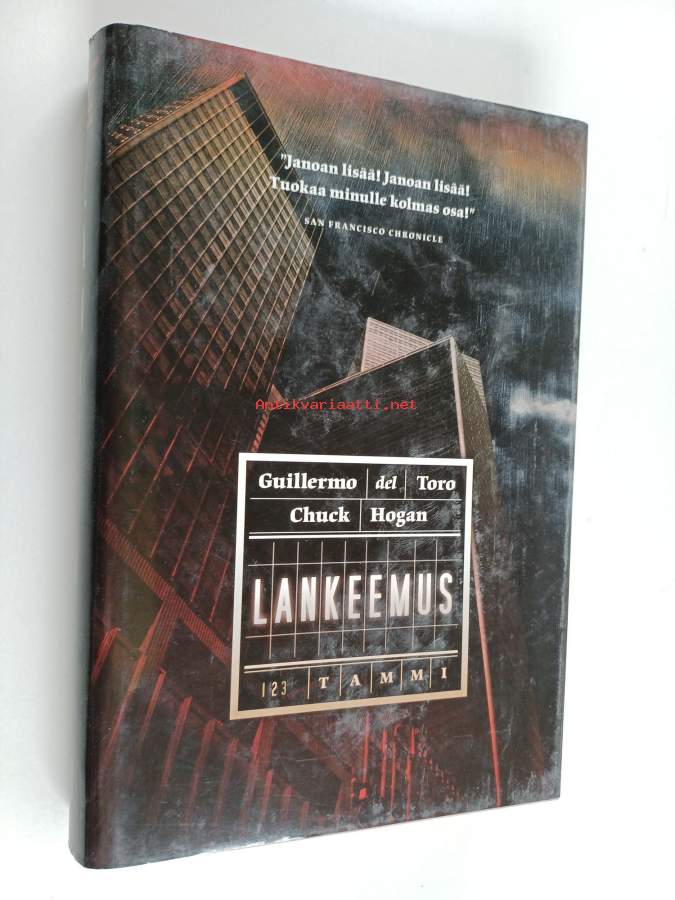 "Janoan lisää! Janoan lisää!
Tuokaa minulle kolmas osa!"
SAN FRANCISCO CHRONICLE
Antikvariaatti.net
Guillermo del Toro
Chuck Hogan
LANKEEMUS
123 TAMMI